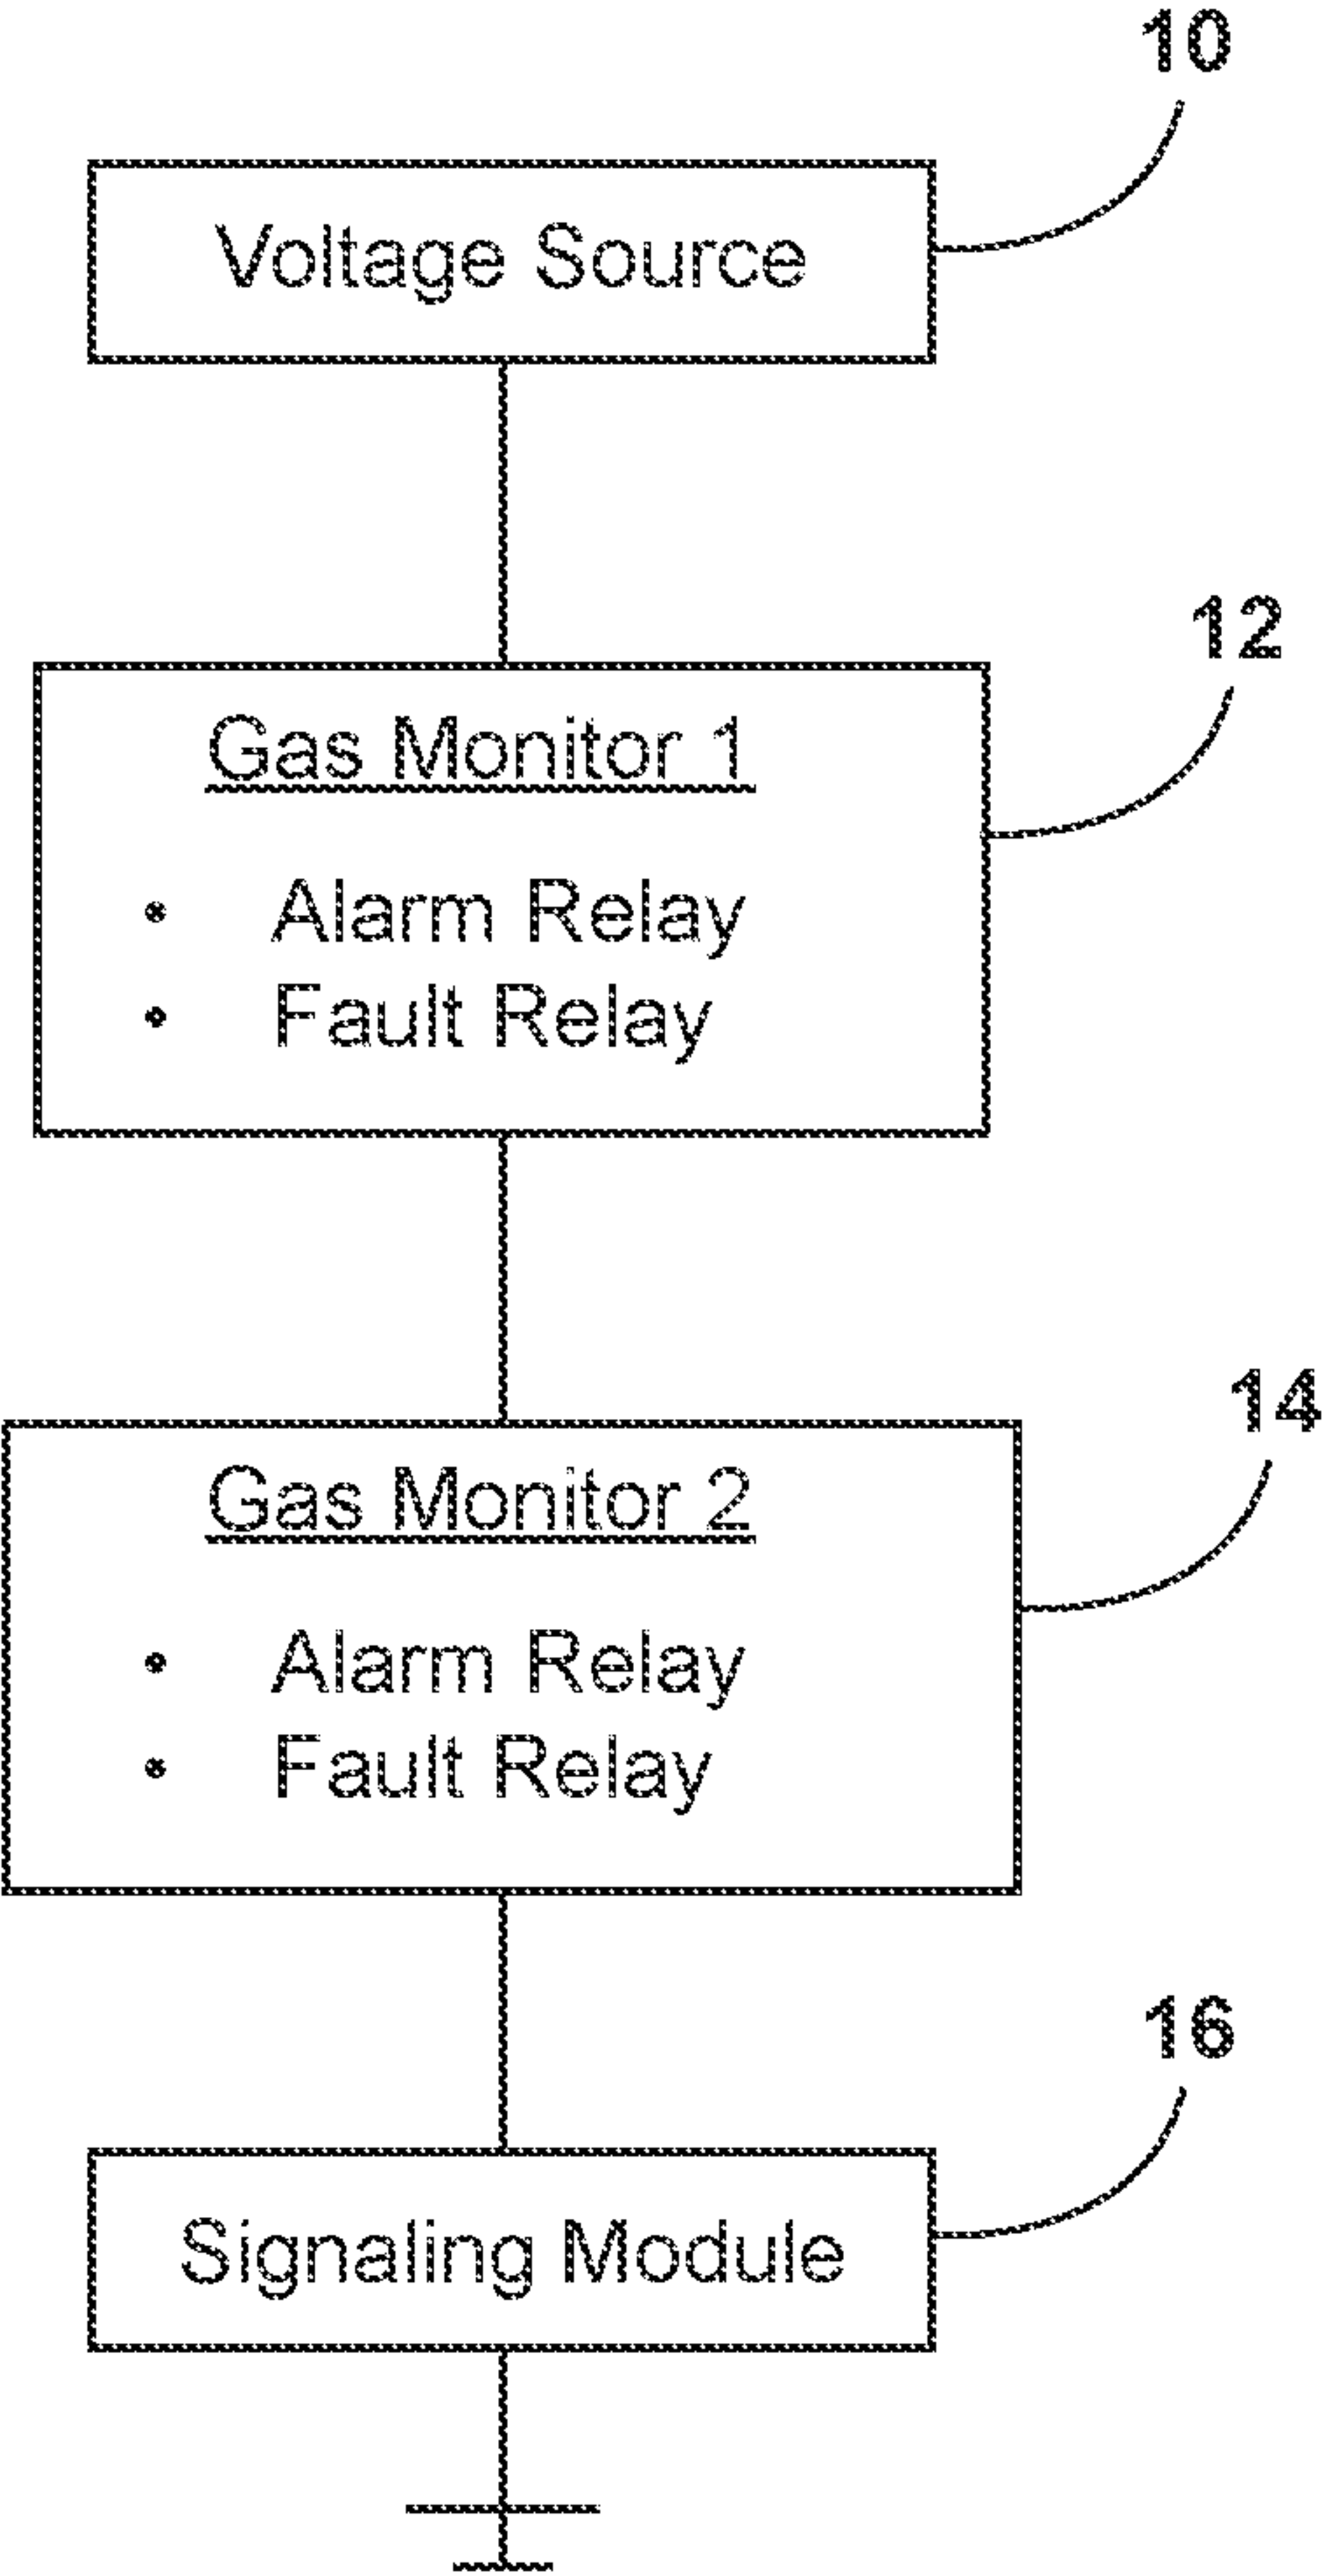 10
Voltage Source
12
Gas Monitor 1
• Alarm Relay
• Fault Relay
14
Gas Monitor 2
• Alarm Relay
• Fault Relay
16
Signaling Module